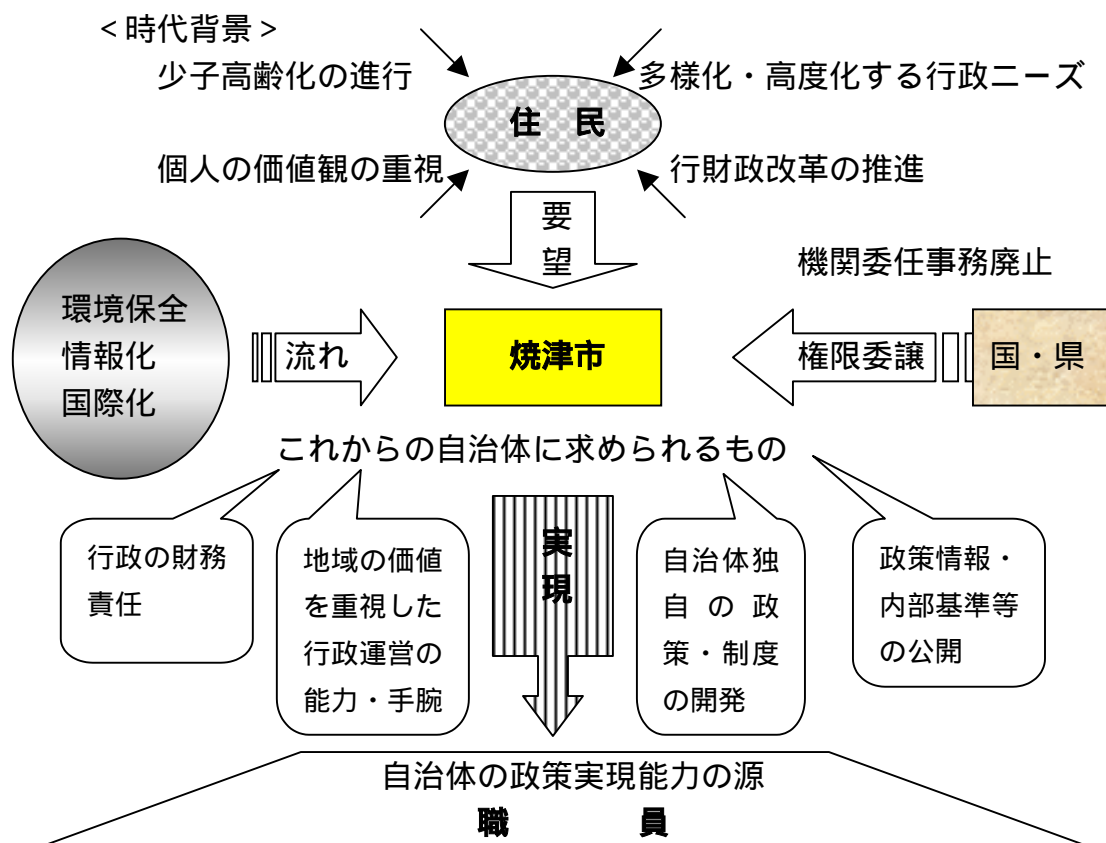 <時代背景>
少子高齢化の進行
多様化・高度化する行政ニーズ
住 民
個人の価値観の重視
行財政改革の推進
要
望
機関委任事務廃止
環境保全
情報化
国際化
流れ
焼津市
権限委譲
国・県
これからの自治体に求められるもの
行政の財務
責任
地域の価値
を重視した
行政運営の
能力・手腕
実
現
自治体独
自の政
策・制度
の開発
政策情報・
内部基準等
の公開
自治体の政策実現能力の源
職 員